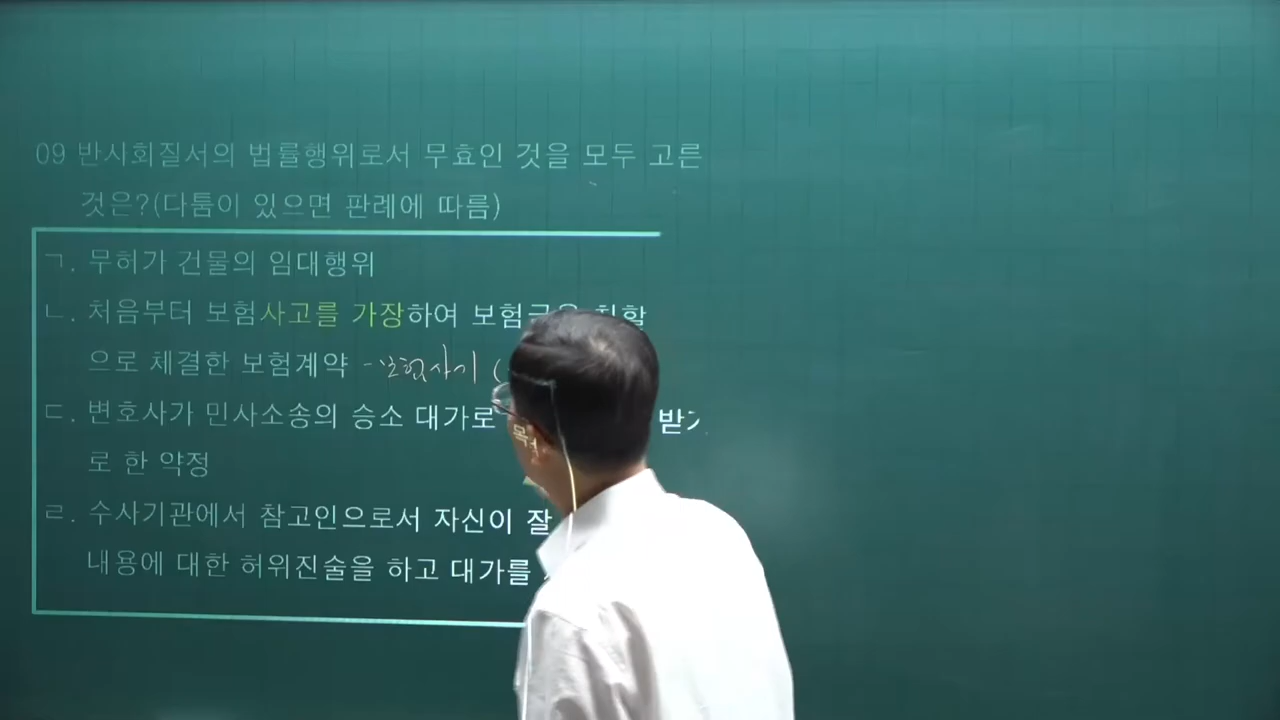 09 반사회질서의 법률행위로서 무효인 것을 모두 고른
것은?(다툼이 있으면 판례에 따름)
ㄱ. 무허가 건물의 임대행위
ㄴ. 처음부터 보험사고를 가장하여 보험금을 취할
으로 체결한 보험계약 - 보험사기 (
ㄷ. 변호사가 민사소송의 승소 대가로 받기
로 한 약정
ㄹ. 수사기관에서 참고인으로서 자신이 잘
내용에 대한 허위진술을 하고 대가를